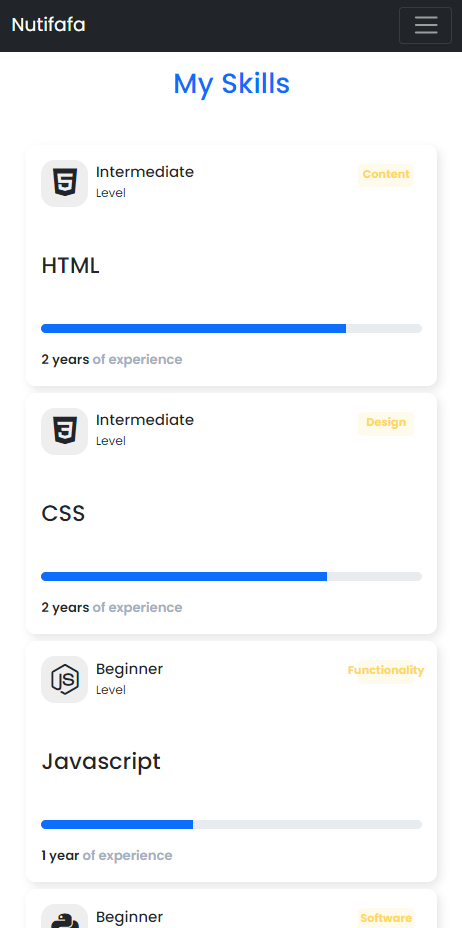 Nutifafa
My Skills
Intermediate
Content
Level
HTML
2 years of experience
Intermediate
Design
Level
CSS
2 years of experience
JS
Beginner
Functionality
Level
Javascript
1 year of experience
Beginner
Software